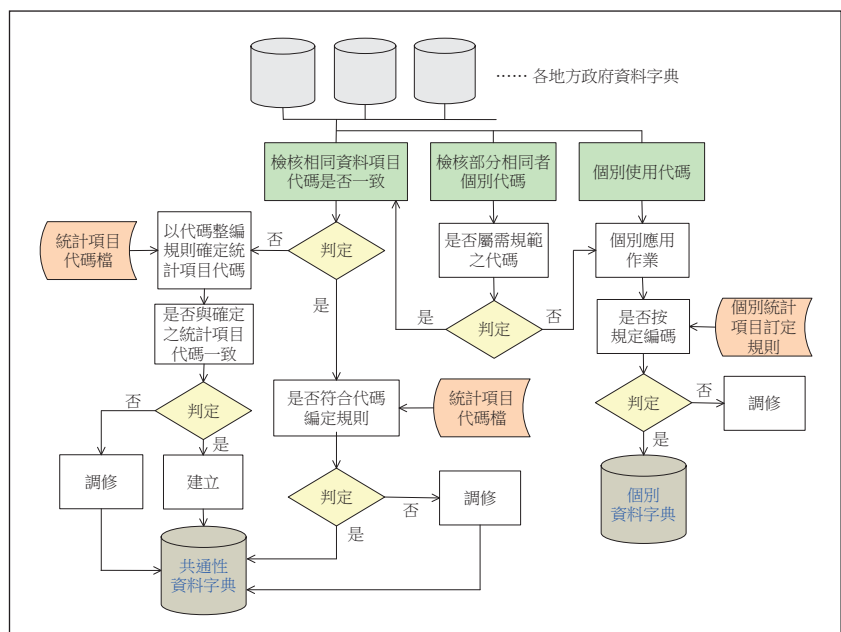 …… 各地方政府資料字典
檢核相同資料項目
代碼是否一致
檢核部分相同者
個別代碼
個別使用代碼
統計項目
代碼檔
以代碼整編
規則確定統
計項目代碼
否
判定
是否屬需規範
之代碼
個別應用
作業
是
是
判定
否
是否與確定
之統計項目
代碼一致
是否按
規定編碼
個別統計
項目訂定
規則
否
判定
是
是否符合代碼
編定規則
統計項目
代碼檔
判定
否
調修
是
調修
建立
判定
否
調修
是
個別
資料字典
共通性
資料字典